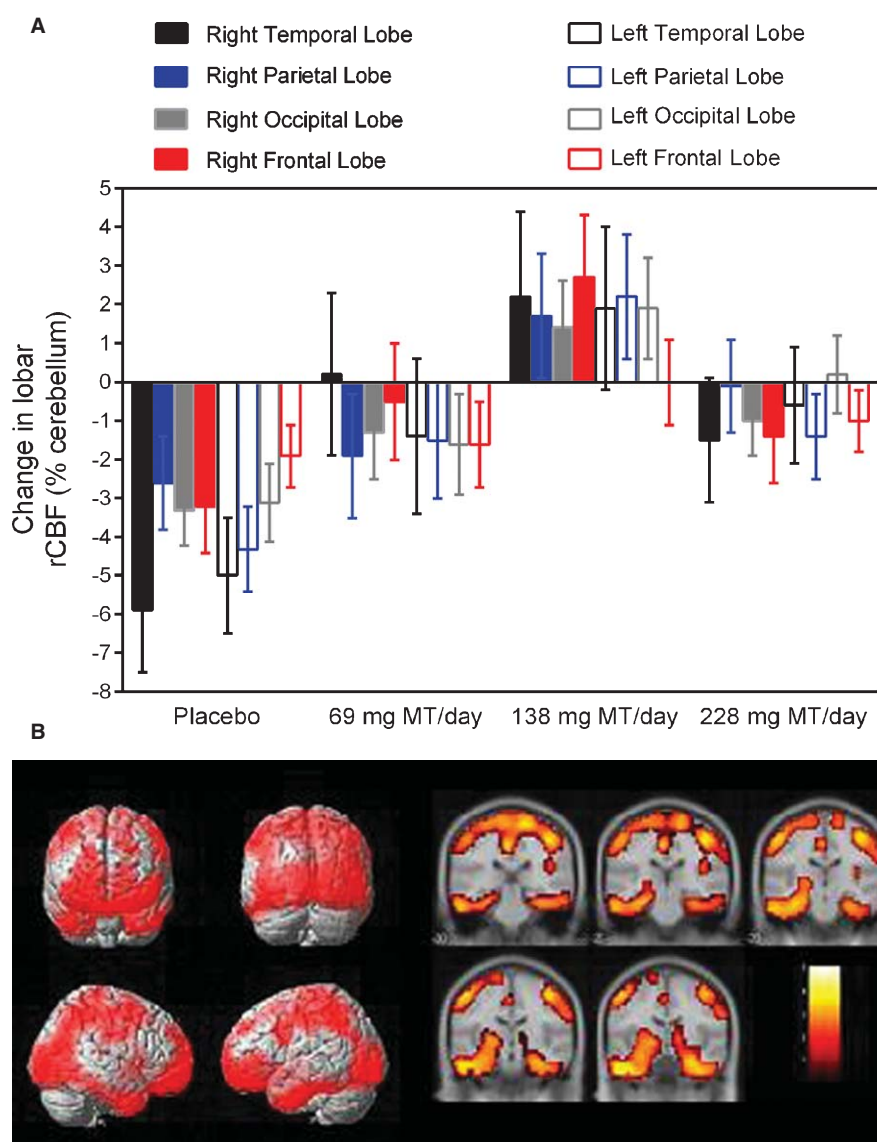 A
Right Temporal Lobe
Left Temporal Lobe
Right Parietal Lobe
Left Parietal Lobe
Right Occipital Lobe
Left Occipital Lobe
Right Frontal Lobe
Left Frontal Lobe
Change in lobar
rCBF (% cerebellum)
5
4
3
2
1
0
-1
-2
-3
-4
-5
-6
-7
-8
Placebo
69 mg MT/day
138 mg MT/day
228 mg MT/day
B